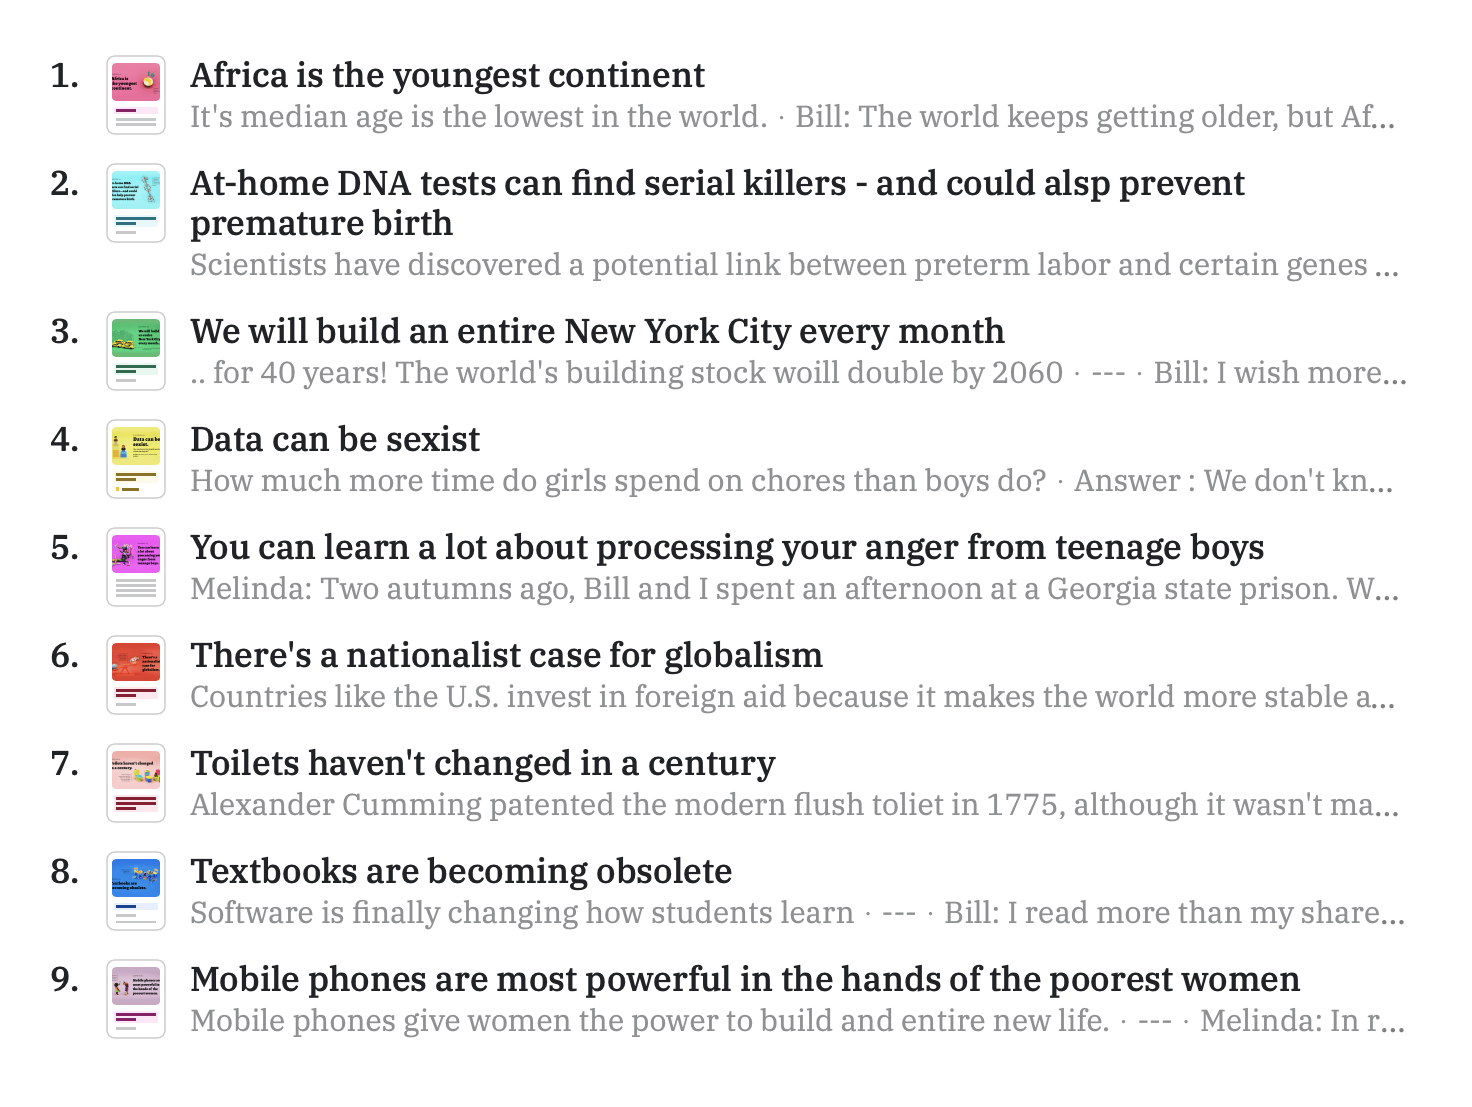 1. Africa is the youngest continent
It's median age is the lowest in the world. · Bill: The world keeps getting older, but Af...
2. At-home DNA tests can find serial killers - and could alsp prevent
premature birth
Scientists have discovered a potential link between preterm labor and certain genes ...
3. We will build an entire New York City every month
.. for 40 years! The world's building stock woill double by 2060 · --- · Bill: I wish more...
4. Data can be sexist
How much more time do girls spend on chores than boys do? · Answer : We don't kn...
5. You can learn a lot about processing your anger from teenage boys
Melinda: Two autumns ago, Bill and I spent an afternoon at a Georgia state prison. W...
6. There's a nationalist case for globalism
Countries like the U.S. invest in foreign aid because it makes the world more stable a...
7. Toilets haven't changed in a century
Alexander Cumming patented the modern flush toliet in 1775, although it wasn't ma...
8. Textbooks are becoming obsolete
Software is finally changing how students learn · --- · Bill: I read more than my share...
9. Mobile phones are most powerful in the hands of the poorest women
Mobile phones give women the power to build and entire new life. · --- · Melinda: In r...